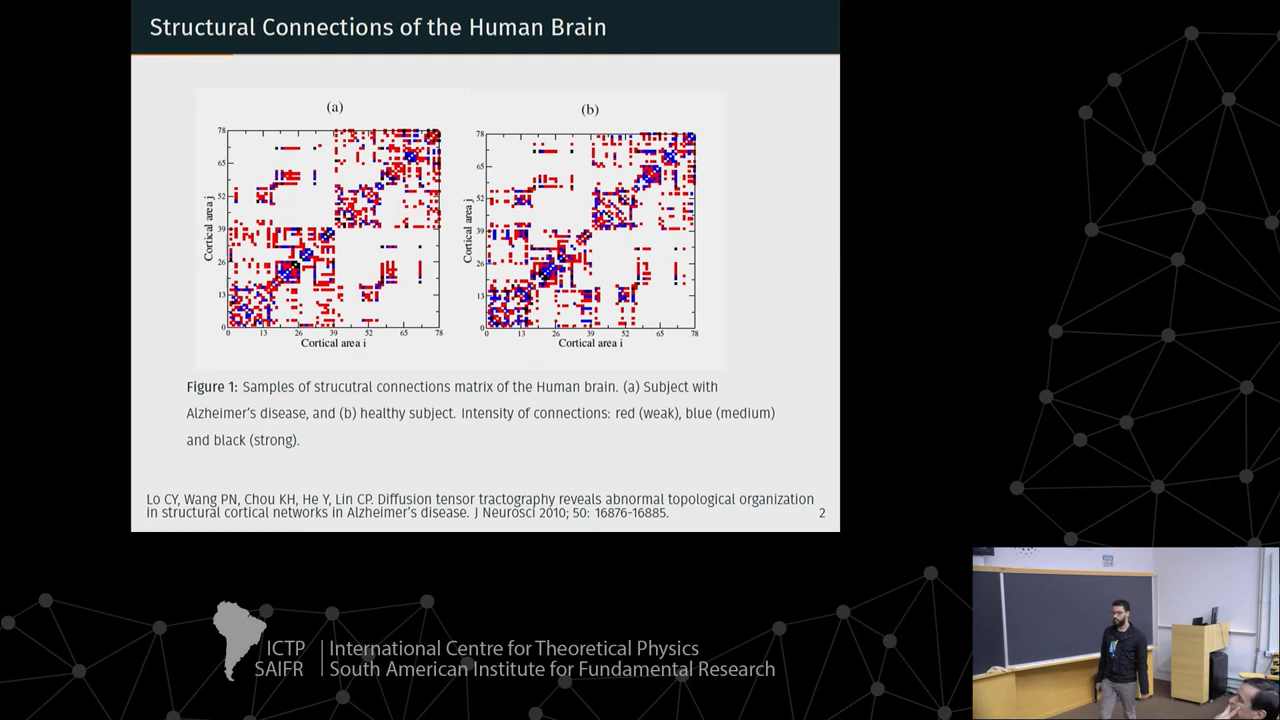 Structural Connections of the Human Brain
(a)
78
65
52
39
26
13
0
0 13 26 39 52 65 78
Cortical area j
Cortical area i
(b)
78
65
52
39
26
13
0
0 13 26 39 52 65 78
Cortical area j
Cortical area i
Figure 1: Samples of strucutral connections matrix of the Human brain. (a) Subject with
Alzheimer's disease, and (b) healthy subject. Intensity of connections: red (weak), blue (medium)
and black (strong).
Lo CY, Wang PN, Chou KH, He Y, Lin CP. Diffusion tensor tractography reveals abnormal topological organization
in structural cortical networks in Alzheimer's disease. J Neurosci 2010; 50: 16876-16885.
2
ICTP
SAIFR
International Centre for Theoretical Physics
South American Institute for Fundamental Research